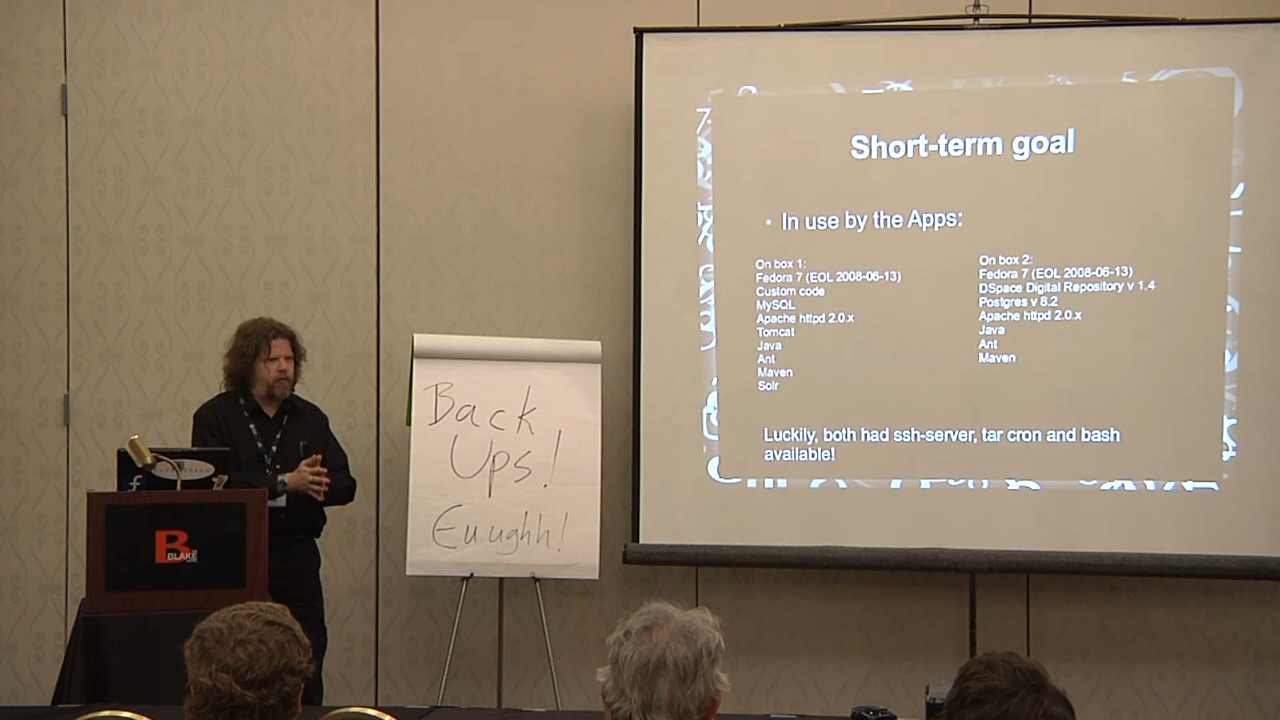 Short-term goal
• In use by the Apps:
On box 1:
Fedora 7 (EOL 2008-06-13)
Custom code
MySQL
Apache httpd 2.0.x
Tomcat
Java
Ant
Maven
Solr
On box 2:
Fedora 7 (EOL 2008-06-13)
DSpace Digital Repository v 1.4
Postgres v 8.2
Apache httpd 2.0.x
Java
Ant
Maven
Luckily, both had ssh-server, tar cron and bash
available!
Back
Ups!
Euughh!
f
B
BLAKE